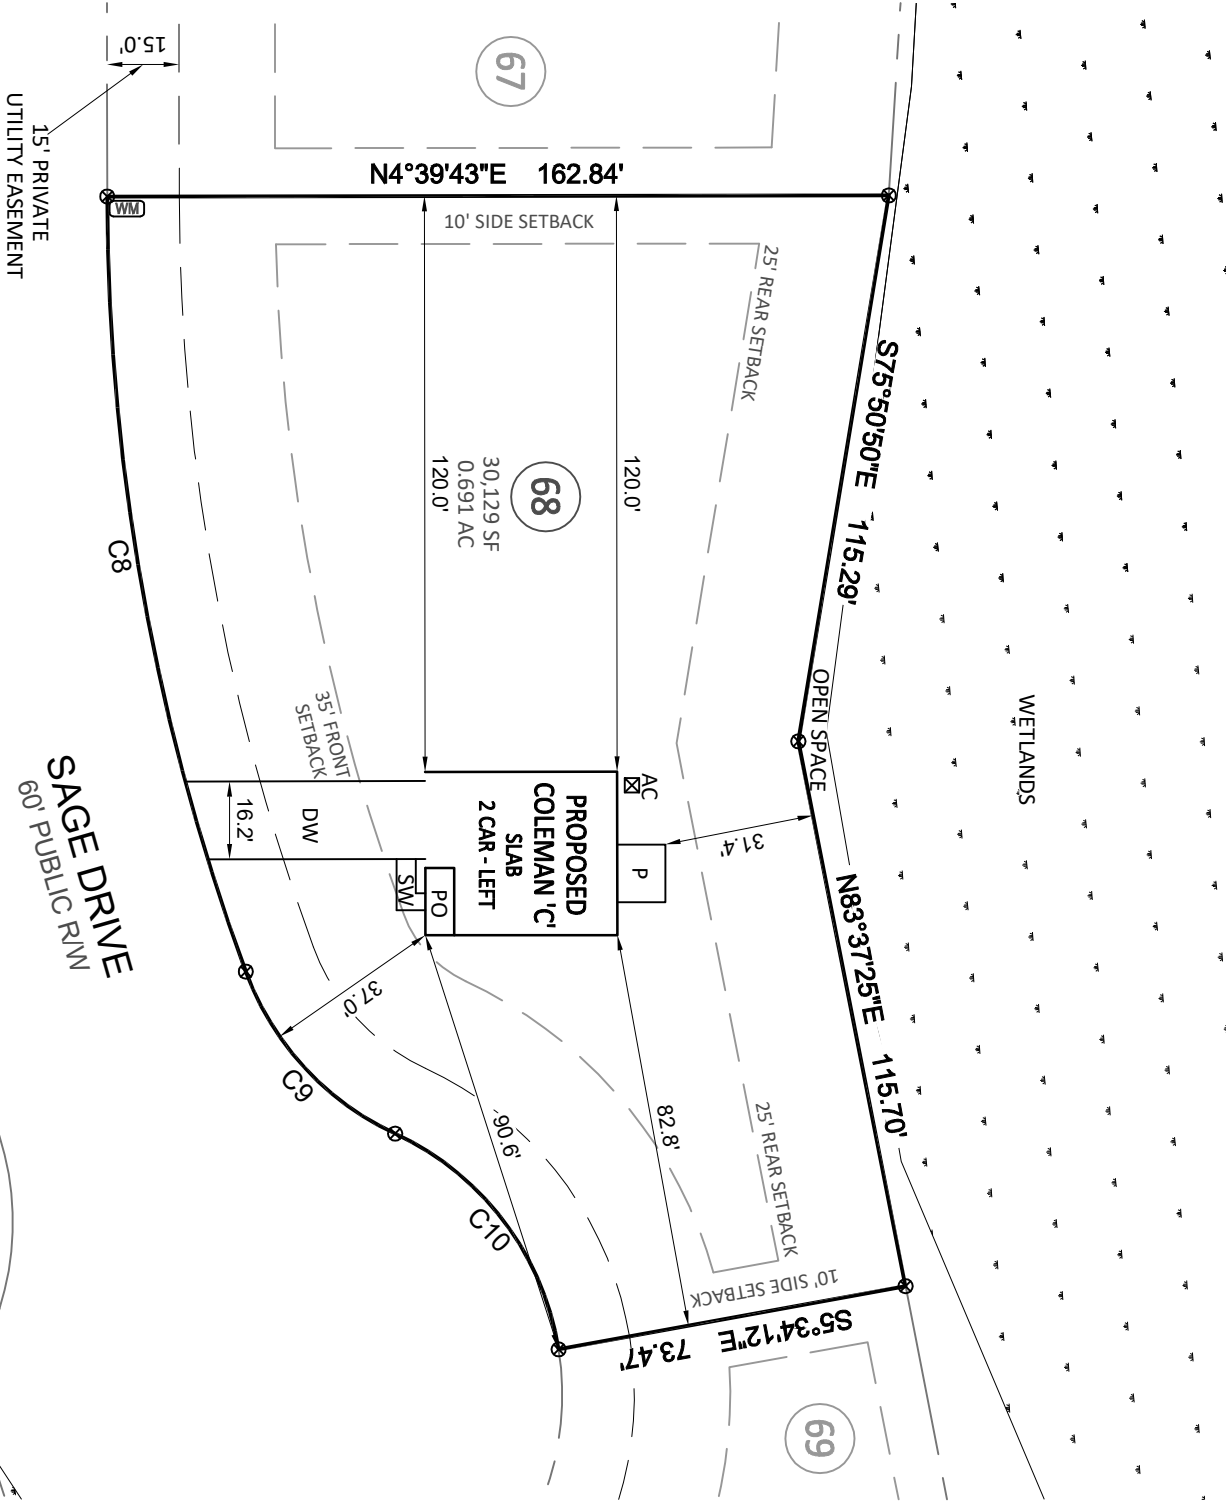 15.0'
15' PRIVATE
UTILITY EASEMENT
67
N4°39'43"E 162.84'
WM
10' SIDE SETBACK
25' REAR SETBACK
S75°50'50"E 115.29'
WETLANDS
OPEN SPACE
68
30,129 SF
0.691 AC
120.0'
120.0'
C8
35' FRONT
SETBACK
SAGE DRIVE
60' PUBLIC R/W
16.2'
DW
AC
PROPOSED
COLEMAN 'C'
SLAB
2 CAR - LEFT
P
PO
SW
31.4'
N83°37'25"E 115.70'
37.0'
C9
90.6'
82.8'
C10
25' REAR SETBACK
10' SIDE SETBACK
S5°34'12"E 73.47'
69